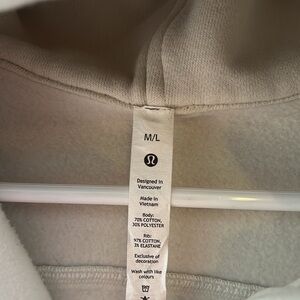 M/L
Designed in
Vancouver
Made in
Vietnam
Body:
70% COTTON,
30% POLYESTER
Rib:
97% COTTON,
3% ELASTANE
Exclusive of
decoration
Wash with like
colours